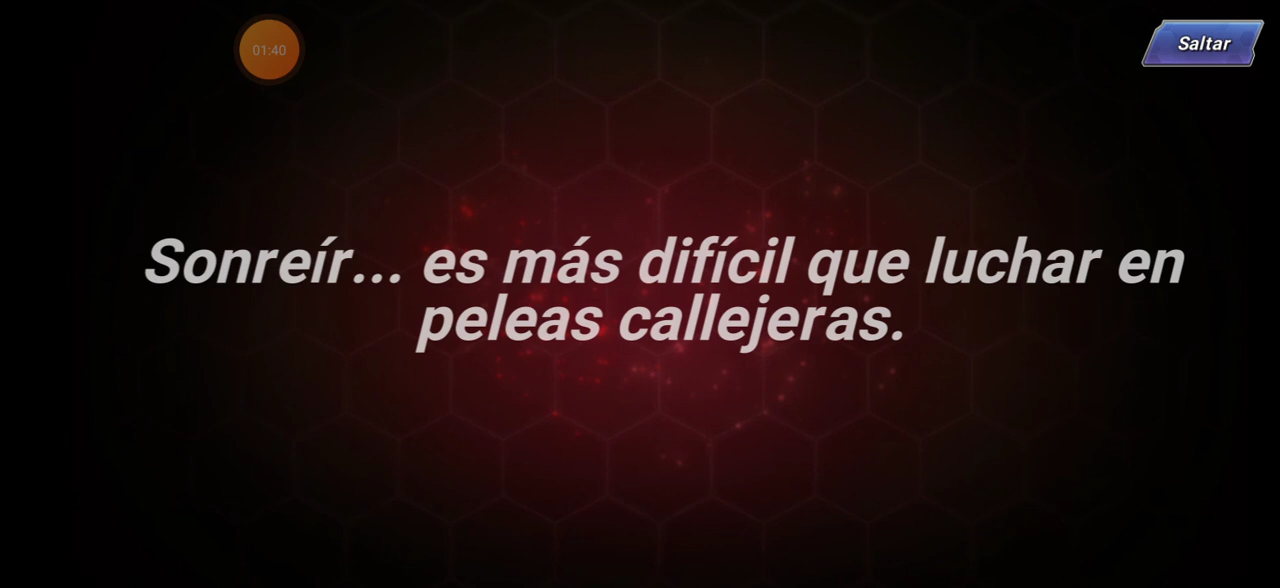 01:40
Saltar
Sonreír... es más difícil que luchar en
peleas callejeras.